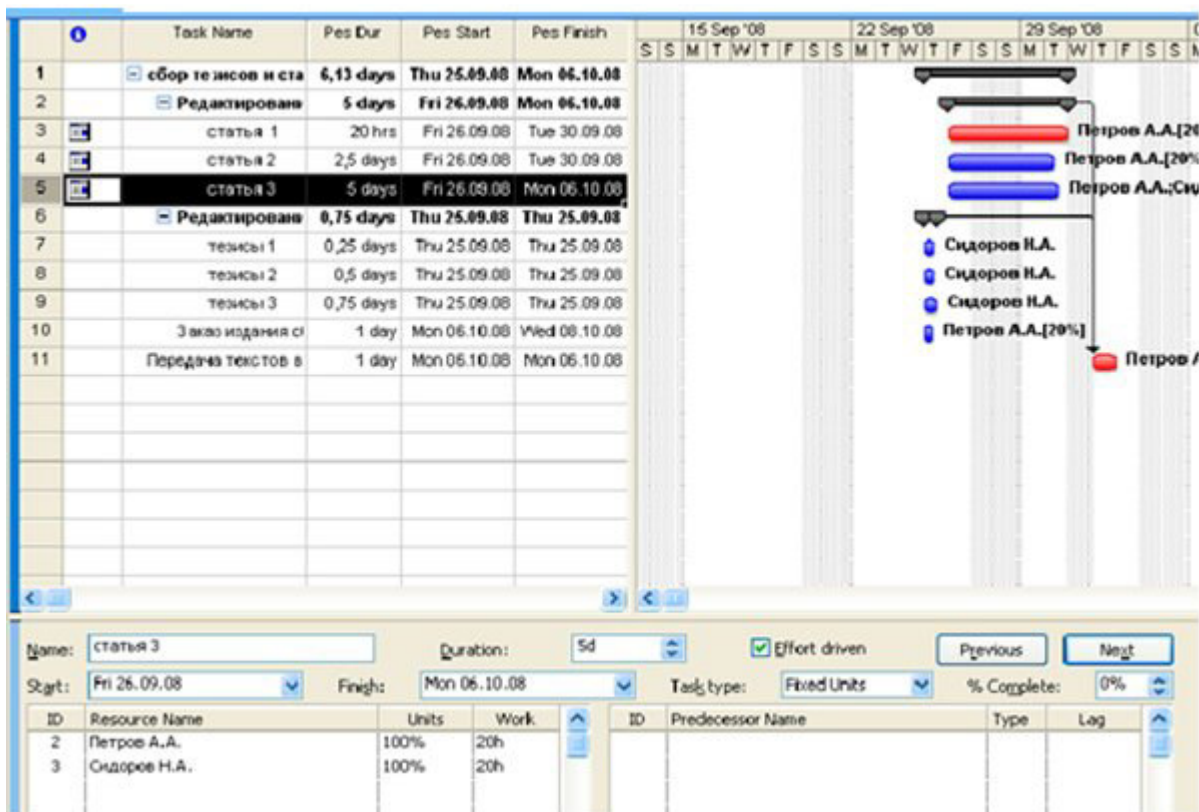 Task Name Pes Dur Pes Start Pes Finish 15 Sep '08 22 Sep '08 29 Sep '08
S S M T W T F S S M T W T F S S M T W T F S S
1 сбор тезисов и ста 6,13 days Thu 25.09.08 Mon 06.10.08
2 Редактировани 5 days Fri 26.09.08 Mon 06.10.08
3 статья 1 20 hrs Fri 26.09.08 Tue 30.09.08 Петров А.А.[20
4 статья 2 2,5 days Fri 26.09.08 Tue 30.09.08 Петров А.А.[20%
5 статья 3 5 days Fri 26.09.08 Mon 06.10.08 Петров А.А.;Сид
6 Редактировани 0,75 days Thu 25.09.08 Thu 25.09.08
7 тезисы 1 0,25 days Thu 25.09.08 Thu 25.09.08 Сидоров Н.А.
8 тезисы 2 0,5 days Thu 25.09.08 Thu 25.09.08 Сидоров Н.А.
9 тезисы 3 0,75 days Thu 25.09.08 Thu 25.09.08 Сидоров Н.А.
10 Заказ издания сб 1 day Mon 06.10.08 Wed 08.10.08 Петров А.А.[20%]
11 Передача текстов в 1 day Mon 06.10.08 Mon 06.10.08 Петров А
Name: статья 3 Duration: 5d Effort driven Previous Next
Start: Fri 26.09.08 Finish: Mon 06.10.08 Task type: Fixed Units % Complete: 0%
ID Resource Name Units Work ID Predecessor Name Type Lag
2 Петров А.А. 100% 20h
3 Сидоров Н.А. 100% 20h